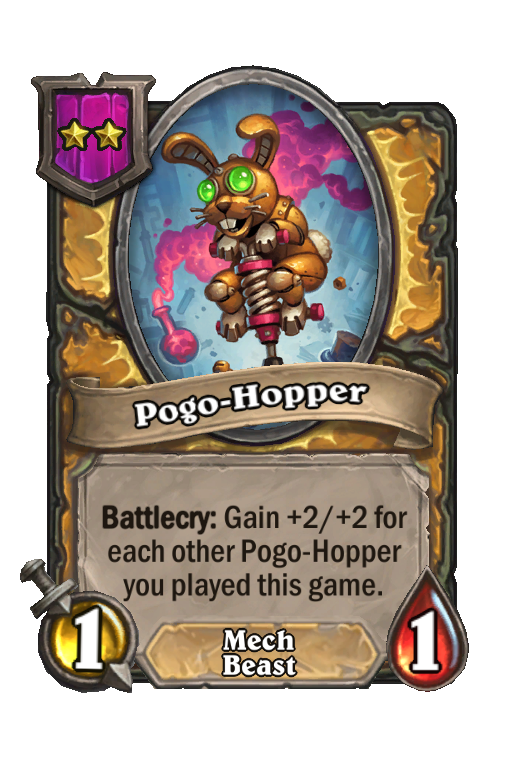 Pogo-Hopper
Battlecry: Gain +2/+2 for
each other Pogo-Hopper
you played this game.
1
Mech
Beast
1